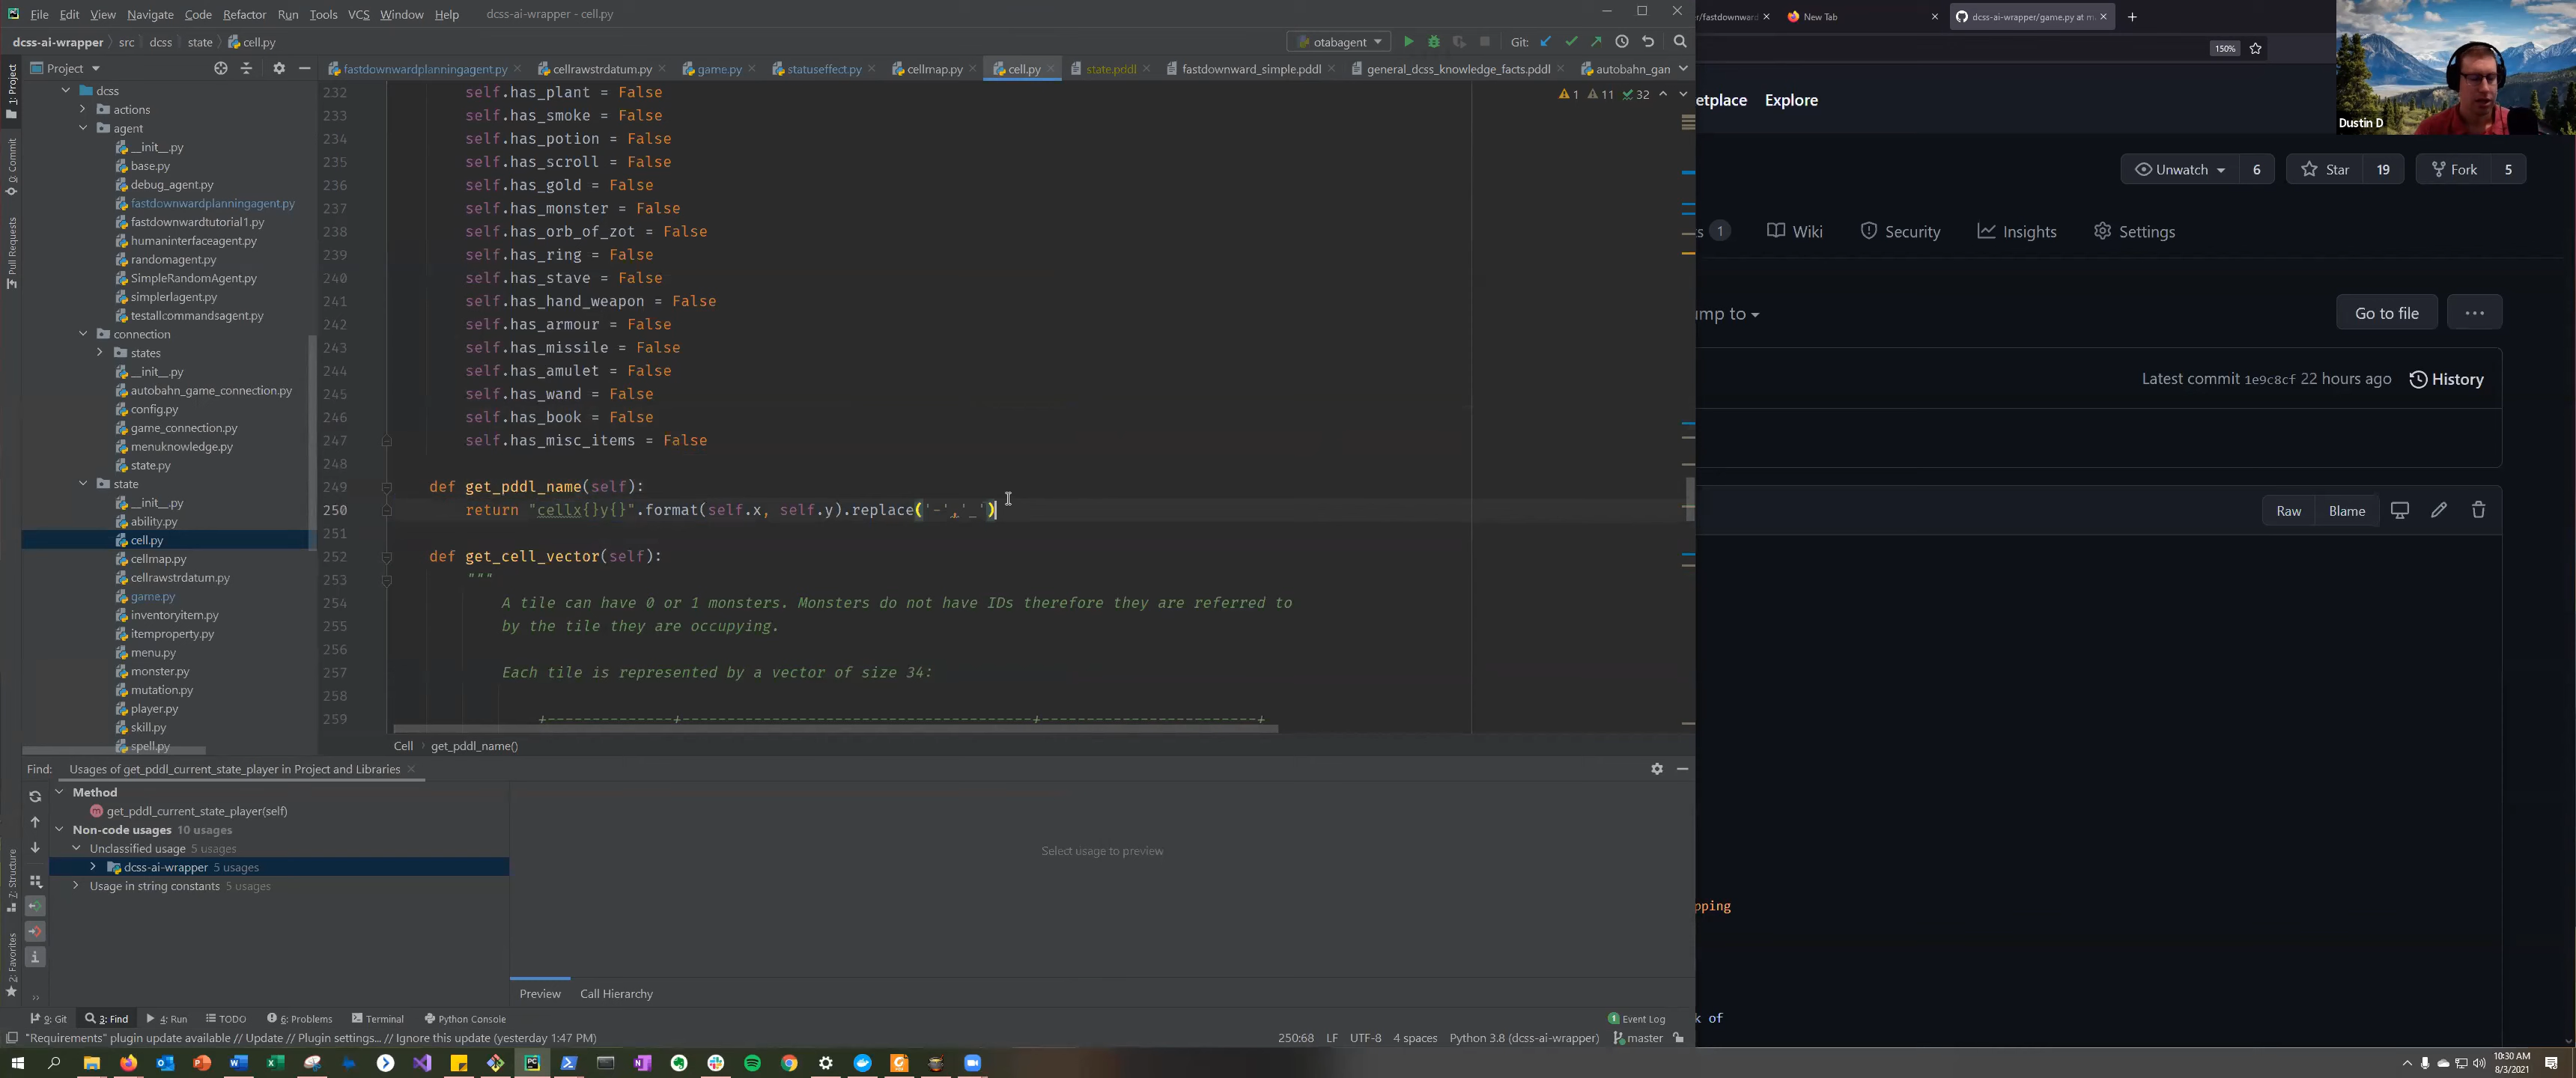 File Edit View Navigate Code Refactor Run Tools VCS Window Help dcss-ai-wrapper - cell.py
dcss-ai-wrapper src dcss state cell.py otabagent Git:
Project
fastdownwardplanningagent.py cellrawstrdatum.py game.py statuseffect.py cellmap.py cell.py state.pddl fastdownward_simple.pddl general_dcss_knowledge_facts.pddl autobahn_gan
1: Project
0: Commit
Pull Requests
Z: Structure
2: Favorites
dcss
actions
agent
__init__.py
base.py
debug_agent.py
fastdownwardplanningagent.py
fastdownwardtutorial1.py
humaninterfaceagent.py
randomagent.py
SimpleRandomAgent.py
simplerlagent.py
testallcommandsagent.py
connection
states
__init__.py
autobahn_game_connection.py
config.py
game_connection.py
menuknowledge.py
state.py
state
__init__.py
ability.py
cell.py
cellmap.py
cellrawstrdatum.py
game.py
inventoryitem.py
itemproperty.py
menu.py
monster.py
mutation.py
player.py
skill.py
spell.py
1 11 32
232 self.has_plant = False
233 self.has_smoke = False
234 self.has_potion = False
235 self.has_scroll = False
236 self.has_gold = False
237 self.has_monster = False
238 self.has_orb_of_zot = False
239 self.has_ring = False
240 self.has_stave = False
241 self.has_hand_weapon = False
242 self.has_armour = False
243 self.has_missile = False
244 self.has_amulet = False
245 self.has_wand = False
246 self.has_book = False
247 self.has_misc_items = False
248
249 def get_pddl_name(self):
250 return "cellx{}y{}".format(self.x, self.y).replace('-','_')
251
252 def get_cell_vector(self):
253 """
254 A tile can have 0 or 1 monsters. Monsters do not have IDs therefore they are referred to
255 by the tile they are occupying.
256
257 Each tile is represented by a vector of size 34:
258
259 +--------------+------------------------------------+----------------------+
Cell get_pddl_name()
Find: Usages of get_pddl_current_state_player in Project and Libraries
Method
get_pddl_current_state_player(self)
Non-code usages 10 usages
Unclassified usage 5 usages
dcss-ai-wrapper 5 usages
Usage in string constants 5 usages
Select usage to preview
Preview Call Hierarchy
9: Git 3: Find 4: Run TODO 6: Problems Terminal Python Console 1 Event Log
"Requirements" plugin update available // Update // Plugin settings... // Ignore this update (yesterday 1:47 PM) 250:68 LF UTF-8 4 spaces Python 3.8 (dcss-ai-wrapper) master
r/fastdownward New Tab dcss-ai-wrapper/game.py at m
150%
Dustin D
etplace Explore
Unwatch 6 Star 19 Fork 5
s 1 Wiki Security Insights Settings
ump to Go to file ...
Latest commit 1e9c8cf 22 hours ago History
Raw Blame
pping
k of
10:30 AM
8/3/2021